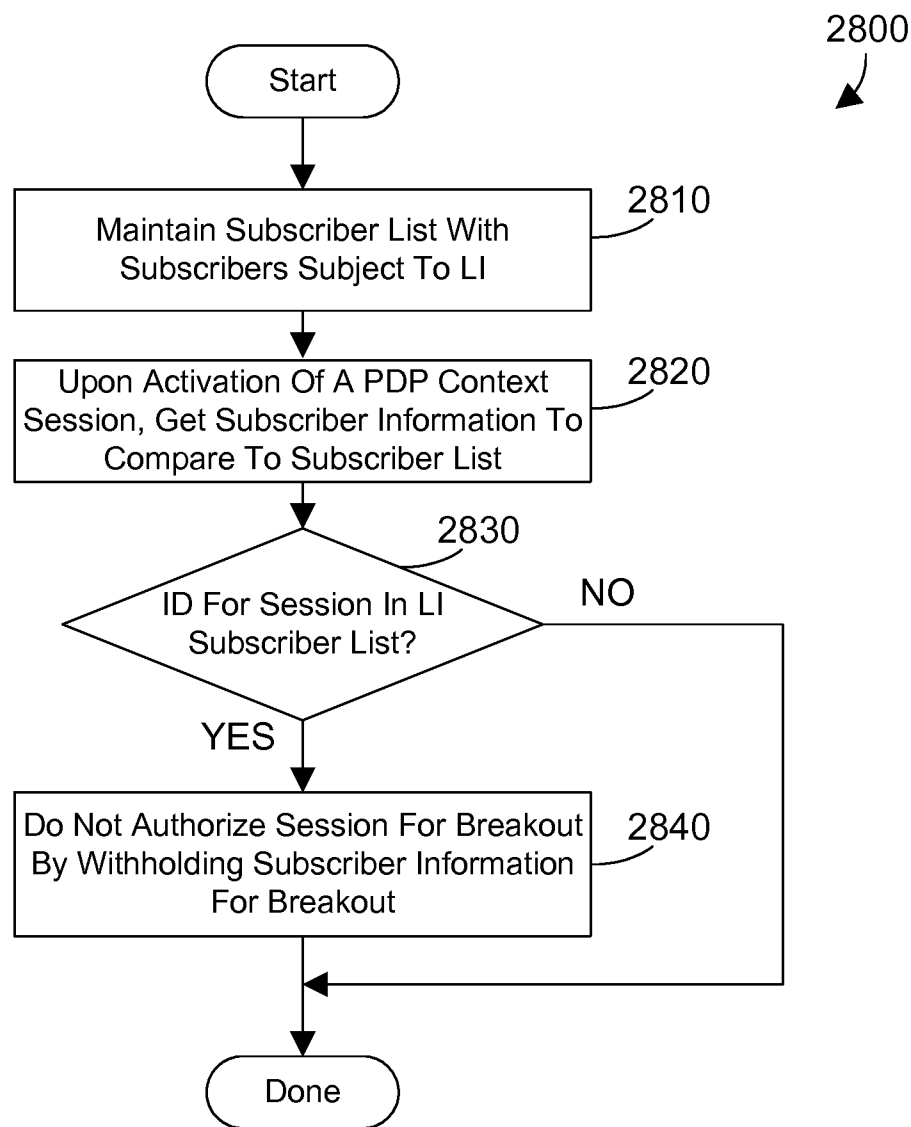 2800
Start
2810
Maintain Subscriber List With
Subscribers Subject To LI
2820
Upon Activation Of A PDP Context
Session, Get Subscriber Information To
Compare To Subscriber List
2830
ID For Session In LI
Subscriber List?
NO
YES
2840
Do Not Authorize Session For Breakout
By Withholding Subscriber Information
For Breakout
Done